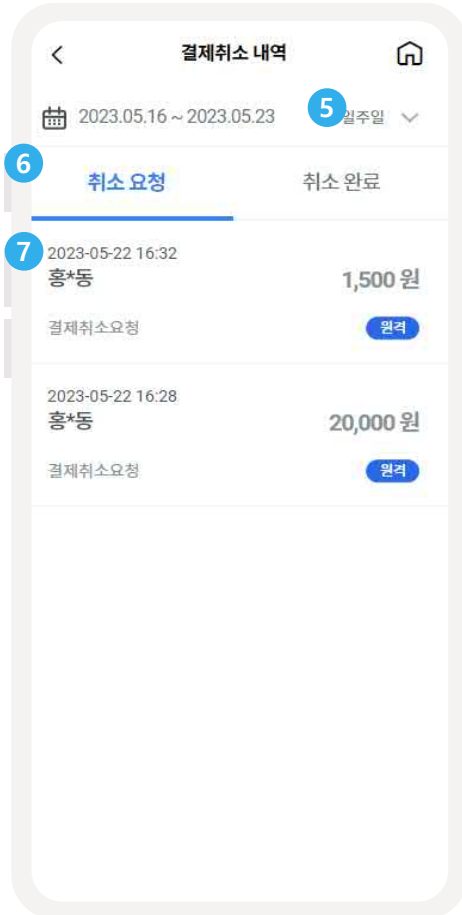 결제취소 내역
2023.05.16 ~ 2023.05.23 5 일주일
6
취소 요청 취소 완료
7
2023-05-22 16:32
홍*동 1,500 원
결제취소요청 원격
2023-05-22 16:28
홍*동 20,000 원
결제취소요청 원격